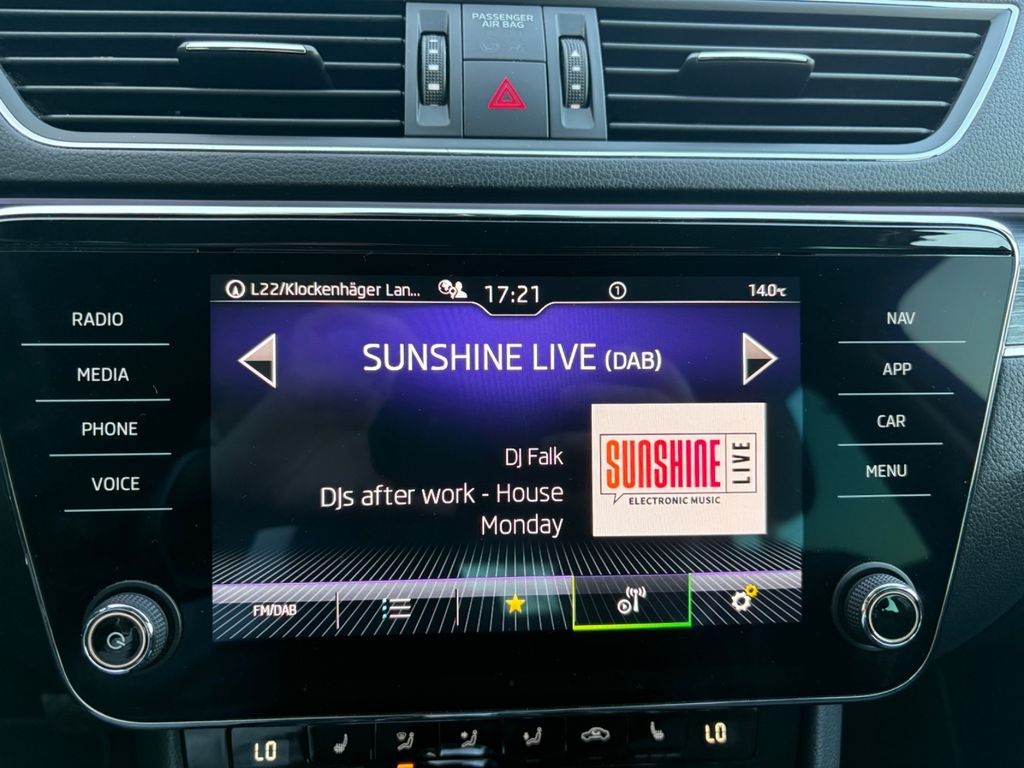 PASSENGER
AIR BAG
L22/Klockenhäger Lan... 17:21 1 14.0°C
RADIO
MEDIA
PHONE
VOICE
SUNSHINE LIVE (DAB)
DJ Falk
DJs after work - House
Monday
SUNSHINE
LIVE
ELECTRONIC MUSIC
FM/DAB
NAV
APP
CAR
MENU
LO
LO